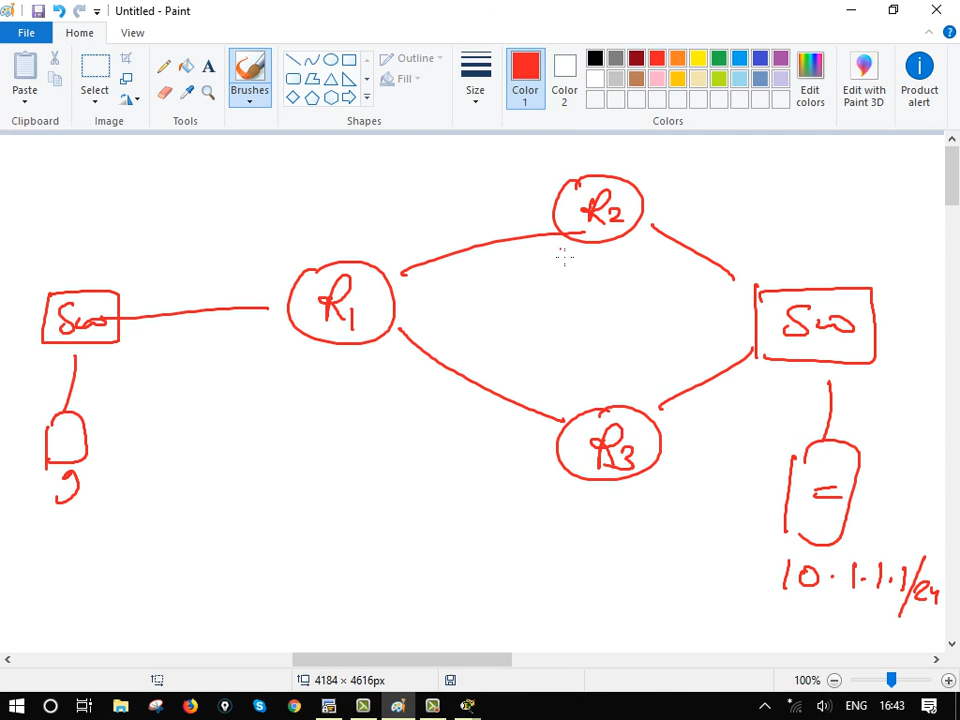 Untitled - Paint
File
Home
View
Paste
Select
Brushes
Outline
Fill
Size
Color 1
Color 2
Edit colors
Edit with Paint 3D
Product alert
Clipboard
Image
Tools
Shapes
Colors
R2
R1
R3
10.1.1.1/24
4184 × 4616px
100%
ENG
16:43